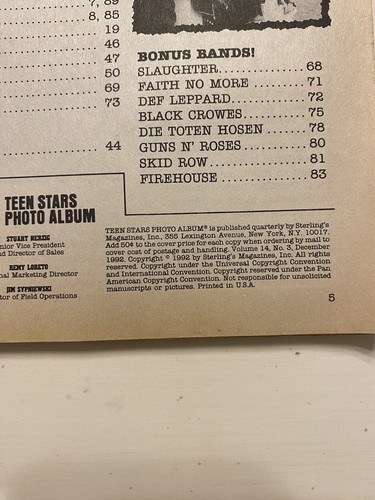 7, 89
8, 85
19
46
47
50
69
73
44
BONUS BANDS!
SLAUGHTER............68
FAITH NO MORE ........71
DEF LEPPARD...........72
BLACK CROWES.........75
DIE TOTEN HOSEN ......78
GUNS N' ROSES.........80
SKID ROW..............81
FIREHOUSE ............83
TEEN STARS
PHOTO ALBUM
STUART HERZOG
nior Vice President
d Director of Sales
REMY LORETO
nal Marketing Director
JIM SYPNIEWSKI
tor of Field Operations
TEEN STARS PHOTO ALBUM® is published quarterly by Sterling's
Magazines, Inc., 355 Lexington Avenue, New York, N.Y. 10017.
Add 50¢ to the cover price for each copy when ordering by mail to
cover cost of postage and handling. Volume 14, No. 3, December
1992. Copyright © 1992 by Sterling's Magazines, Inc. All rights
reserved. Copyright under the Universal Copyright Convention
and International Convention. Copyright reserved under the Pan
American Copyright Convention. Not responsible for unsolicited
manuscripts or pictures. Printed in U.S.A.
5